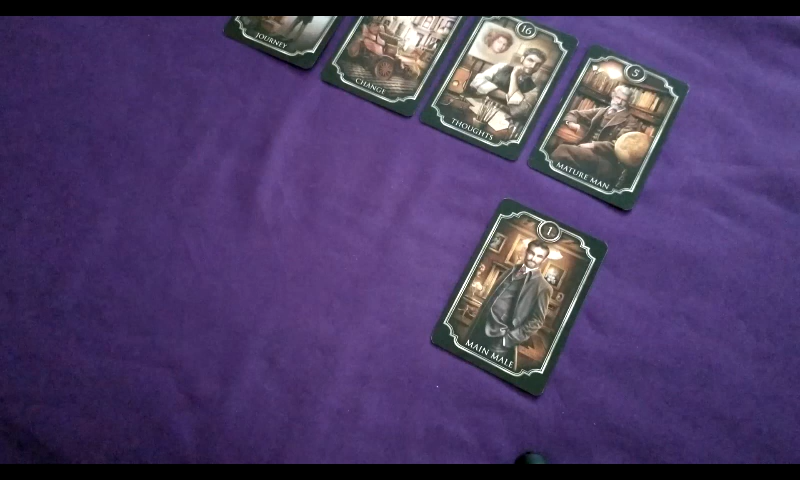 JOURNEY
CHANGE
16
THOUGHTS
5
MATURE MAN
1
MAIN MALE